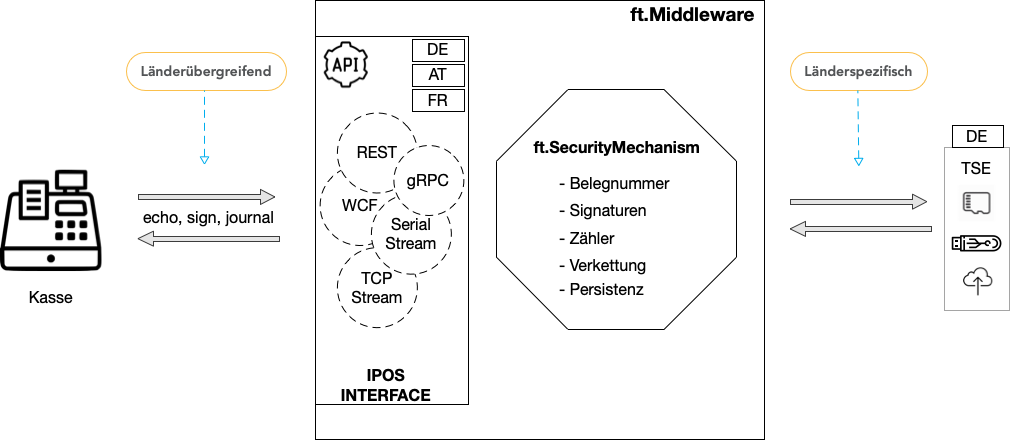 ft.Middleware
Länderübergreifend
Länderspezifisch
API
DE
AT
FR
REST
gRPC
WCF
Serial
Stream
TCP
Stream
IPOS
INTERFACE
echo, sign, journal
Kasse
ft.SecurityMechanism
- Belegnummer
- Signaturen
- Zähler
- Verkettung
- Persistenz
DE
TSE